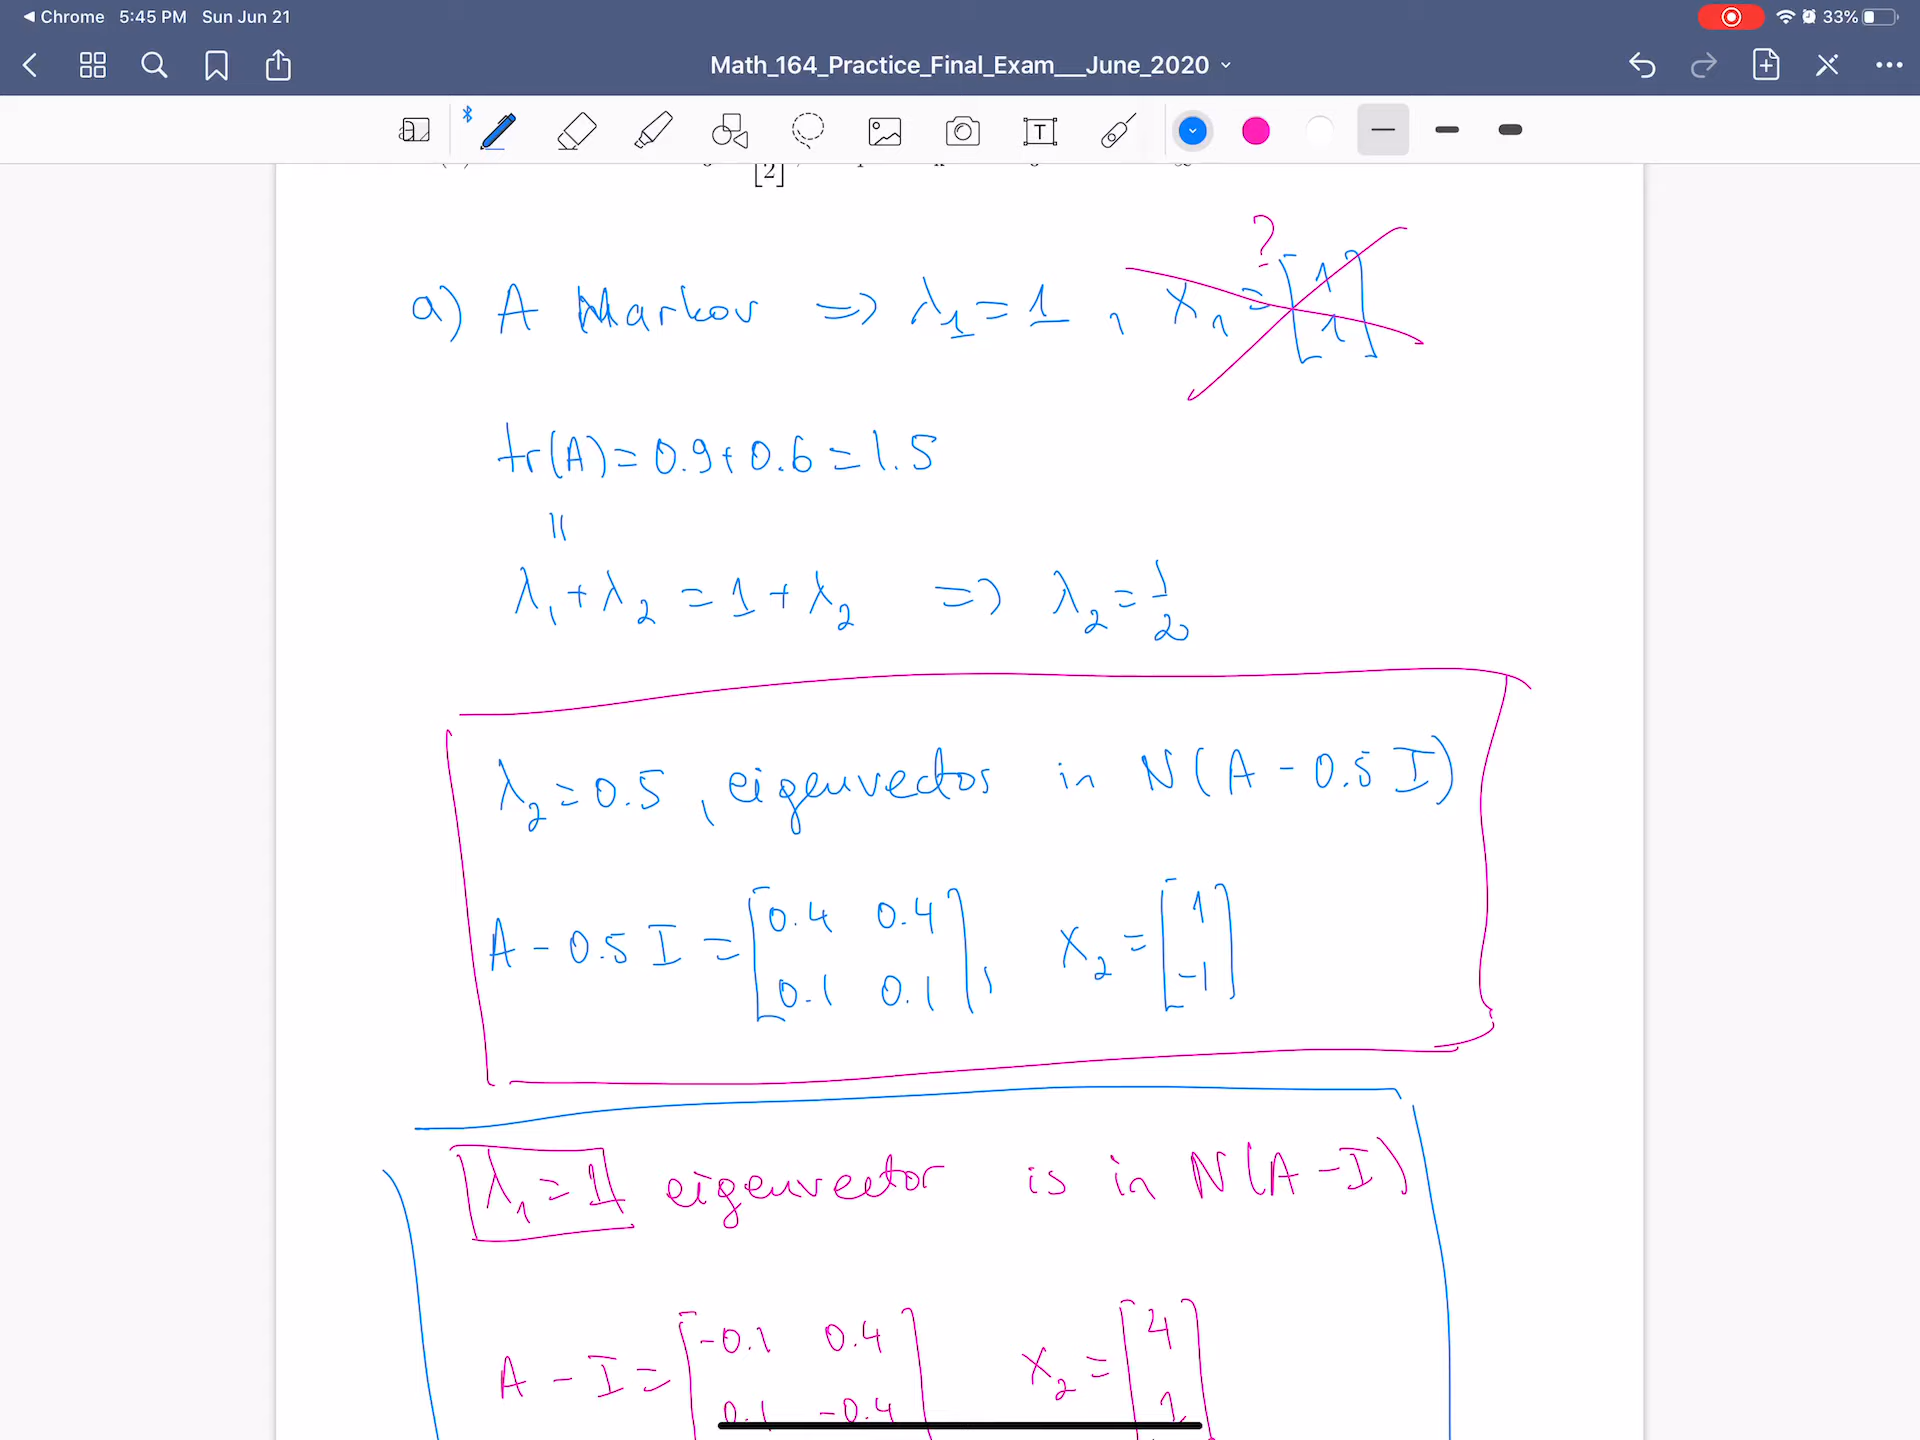 Chrome 5:45 PM Sun Jun 21
33%
Math_164_Practice_Final_Exam___June_2020
[2]
a) A Markov => λ₁ = 1 , x₁ = [1 1] ?
tr(A) = 0.9 + 0.6 = 1.5
||
λ₁ + λ₂ = 1 + λ₂ => λ₂ = 1/2
λ₂ = 0.5 , eigenvectos in N(A - 0.5 I)
A - 0.5 I = [0.4 0.4
0.1 0.1] , x₂ = [1 -1]
λ₁ = 1 eigenvector is in N(A - I)
A - I = [-0.1 0.4
0.1 -0.4] x₂ = [4 1]